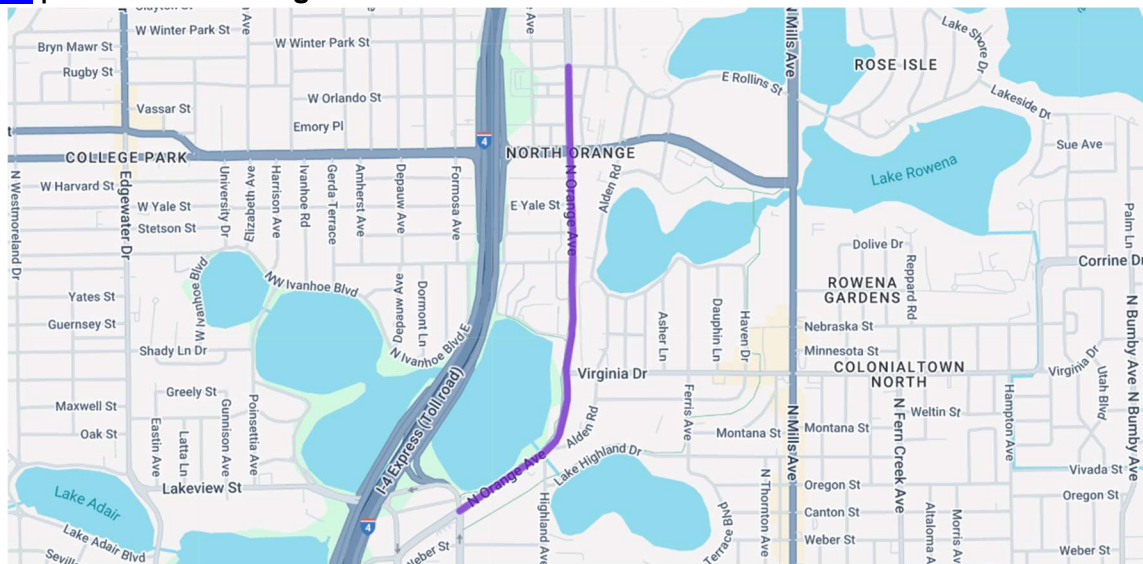 W Winter Park St
W Winter Park St
Bryn Mawr St
Rugby St
W Orlando St
Vassar St
Emory Pl
COLLEGE PARK
NORTH ORANGE
4
ROSE ISLE
Lake Shore Dr
E Rollins St
Lakeside Dr
N Mills Ave
Lake Rowena
Sue Ave
N Westmoreland Dr
Edgewater Dr
W Harvard St
W Yale St
Stetson St
University Dr
Elizabeth Ave
Harrison Ave
Ivanhoe Rd
Gerda Terrace
Amherst Ave
Depauw Ave
Formosa Ave
E Yale St
N Orange Ave
Alden Rd
Dolive Dr
Reppard Rd
Palm Ln
ROWENA
GARDENS
W Ivanhoe Blvd
NW Ivanhoe Blvd
Yates St
Guernsey St
Shady Ln Dr
Depauw Ave
Dormont Ln
N Ivanhoe Blvd E
Asher Ln
Dauphin Ln
Haven Dr
Nebraska St
Minnesota St
N Bumby Ave
Virginia Dr
COLONIALTOWN
NORTH
Virginia Dr
Utah Blvd
Greely St
Maxwell St
Oak St
Eastin Ave
Latta Ln
Gunnison Ave
Poinsettia Ave
I-4 Express (Toll road)
Alden Rd
Ferris Ave
Montana St
Montana St
N Mills Ave
Weltin St
N Fern Creek Ave
Hampton Ave
N Bumby Ave
Lakeview St
N Orange Ave
Lake Highland Dr
Vivada St
Oregon St
Oregon St
Lake Adair
Lake Adair Blvd
4
Highland Ave
N Thornton Ave
Canton St
Weber St
Weber St
Weber St